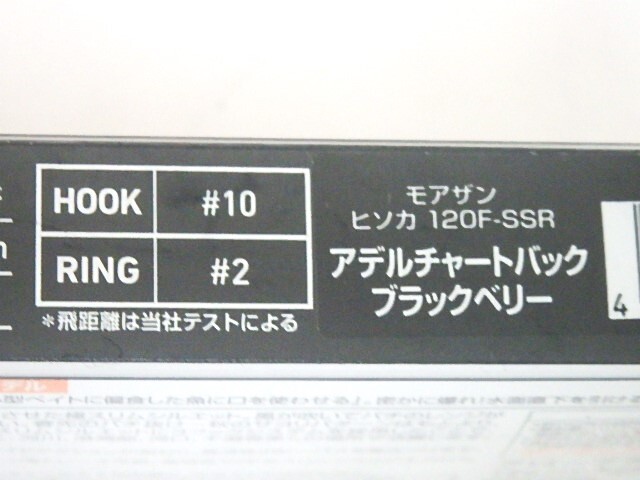 HOOK #10
RING #2
*飛距離は当社テストによる
モアザン
ヒソカ 120F-SSR
アデルチャートバック
ブラックベリー
4